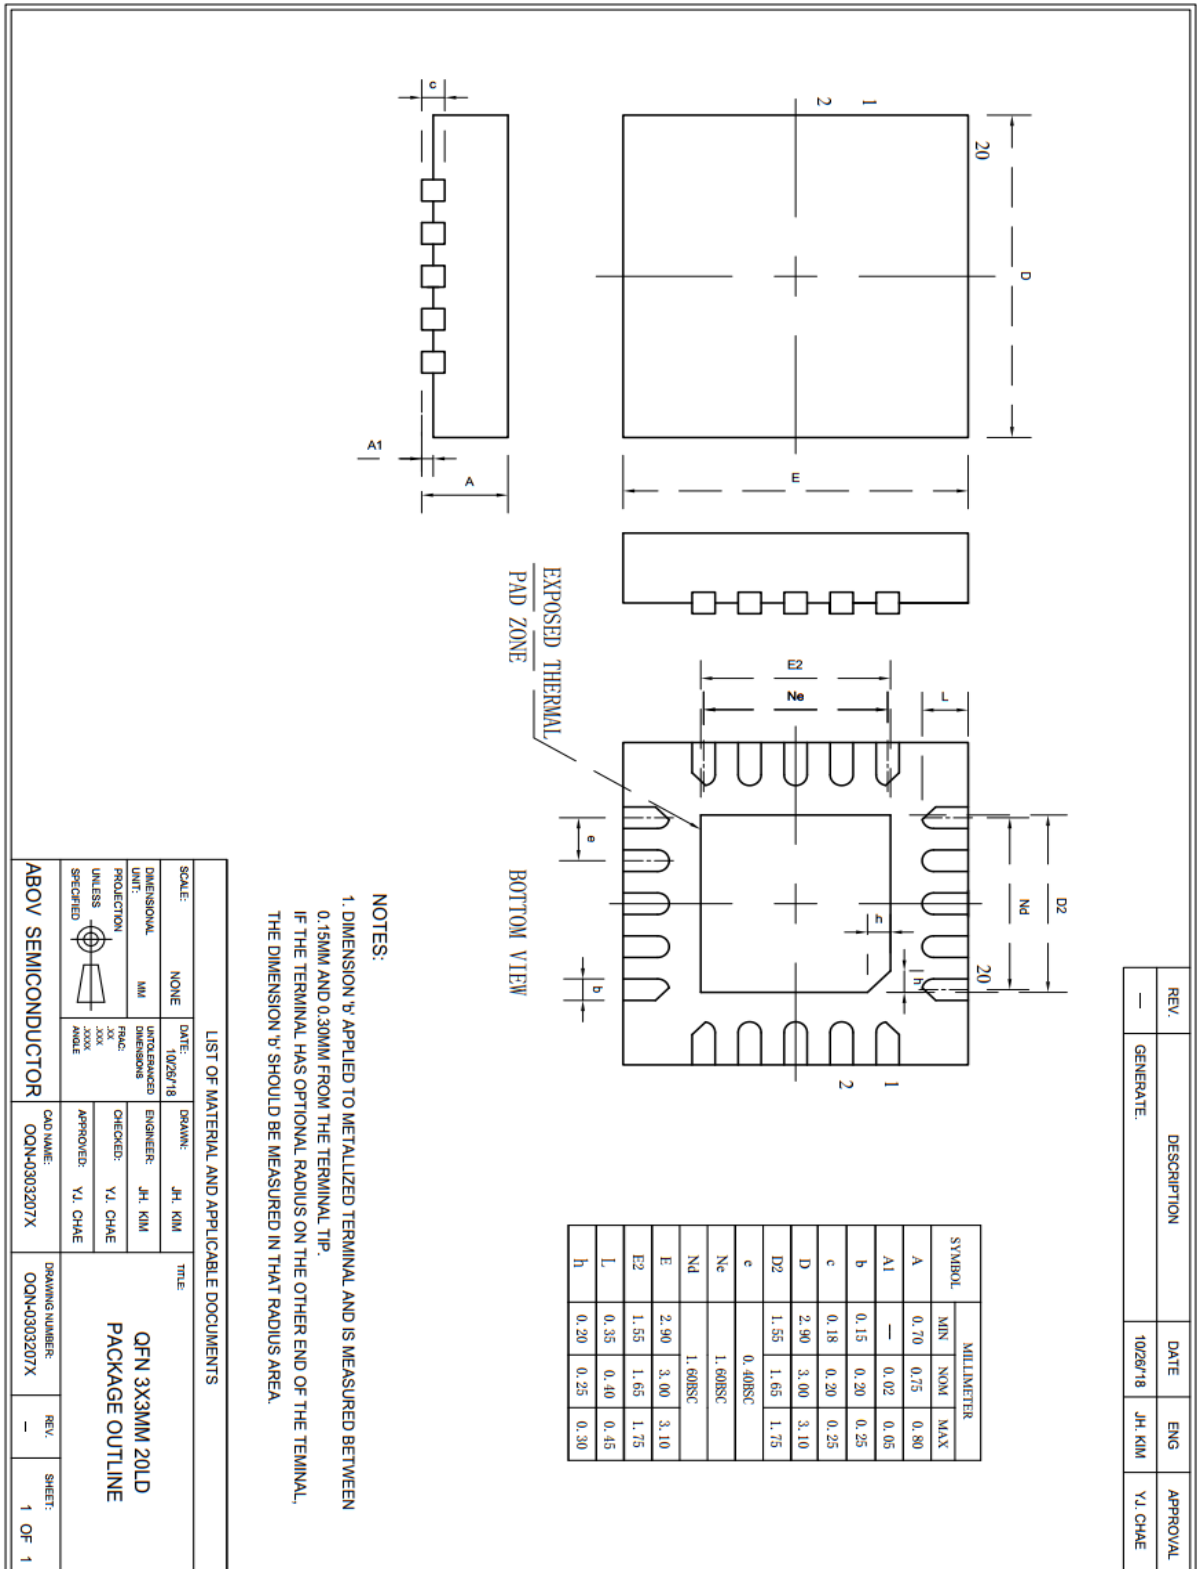 REV. DESCRIPTION DATE ENG APPROVAL
— GENERATE. 10/26/'18 JH. KIM YJ. CHAE
D
20
1
2
E
c
A1
A
D2
Nd
20
L
E2
Ne
h
h
1
2
e
b
EXPOSED THERMAL
PAD ZONE
BOTTOM VIEW
SYMBOL MILLIMETER
MIN NOM MAX
A 0.70 0.75 0.80
A1 — 0.02 0.05
b 0.15 0.20 0.25
c 0.18 0.20 0.25
D 2.90 3.00 3.10
D2 1.55 1.65 1.75
e 0.40BSC
Ne 1.60BSC
Nd 1.60BSC
E 2.90 3.00 3.10
E2 1.55 1.65 1.75
L 0.35 0.40 0.45
h 0.20 0.25 0.30
NOTES:
1. DIMENSION 'b' APPLIED TO METALLIZED TERMINAL AND IS MEASURED BETWEEN
0.15MM AND 0.30MM FROM THE TERMINAL TIP.
IF THE TERMINAL HAS OPTIONAL RADIUS ON THE OTHER END OF THE TEMINAL,
THE DIMENSION 'b' SHOULD BE MEASURED IN THAT RADIUS AREA.
LIST OF MATERIAL AND APPLICABLE DOCUMENTS
SCALE: NONE
DATE: 10/26/'18
DRAWN: JH. KIM
TITLE:
QFN 3X3MM 20LD
PACKAGE OUTLINE
DIMENSIONAL
UNIT: MM
UNTOLERANCED
DIMENSIONS
ENGINEER: JH. KIM
PROJECTION
UNLESS
SPECIFIED
FRAC:
.XX
.XXX
.XXXX
ANGLE
CHECKED: YJ. CHAE
APPROVED: YJ. CHAE
ABOV SEMICONDUCTOR
CAD NAME:
OQN-0303207X
DRAWING NUMBER:
OQN-0303207X
REV.
—
SHEET:
1 OF 1